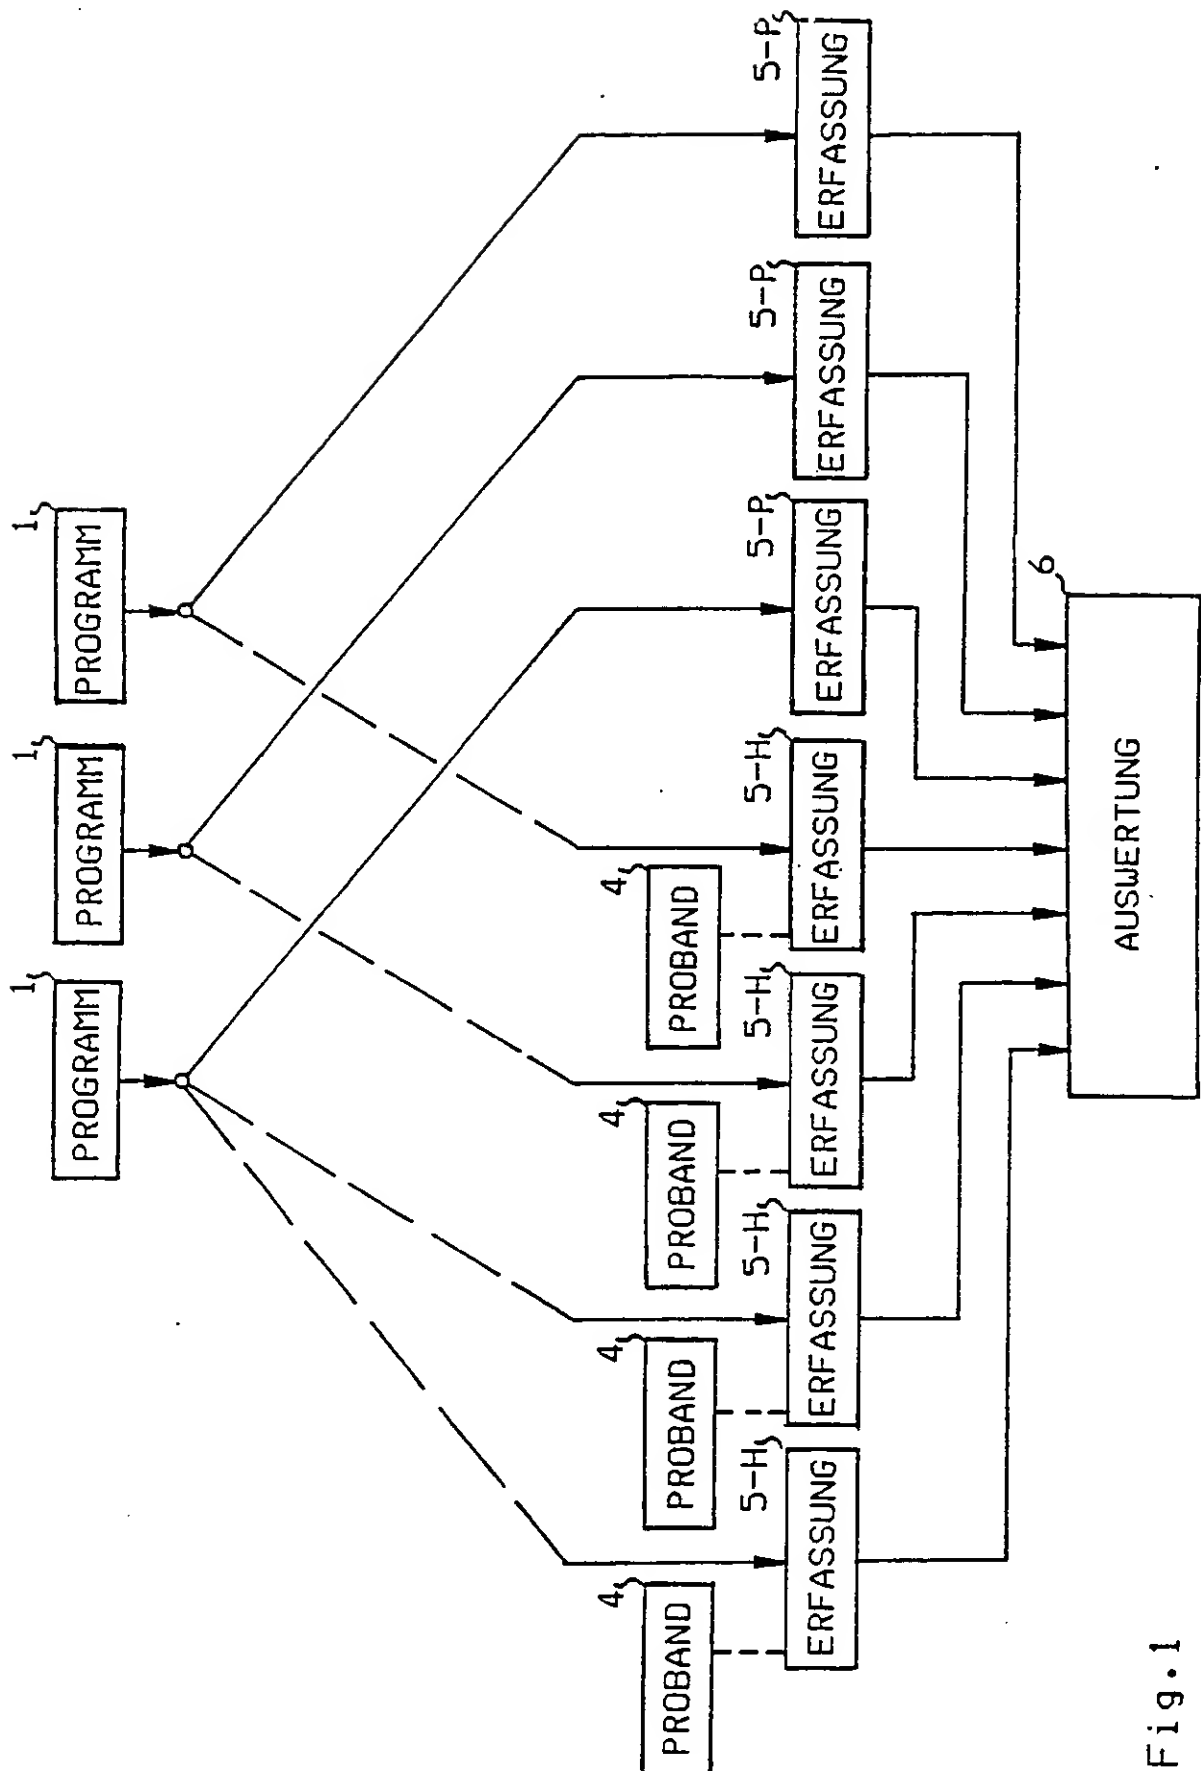 1
1
1
PROGRAMM
PROGRAMM
PROGRAMM
4
4
4
4
PROBAND
PROBAND
PROBAND
PROBAND
5-H
5-H
5-H
5-H
5-P
5-P
5-P
ERFASSUNG
ERFASSUNG
ERFASSUNG
ERFASSUNG
ERFASSUNG
ERFASSUNG
ERFASSUNG
6
AUSWERTUNG
Fig.1